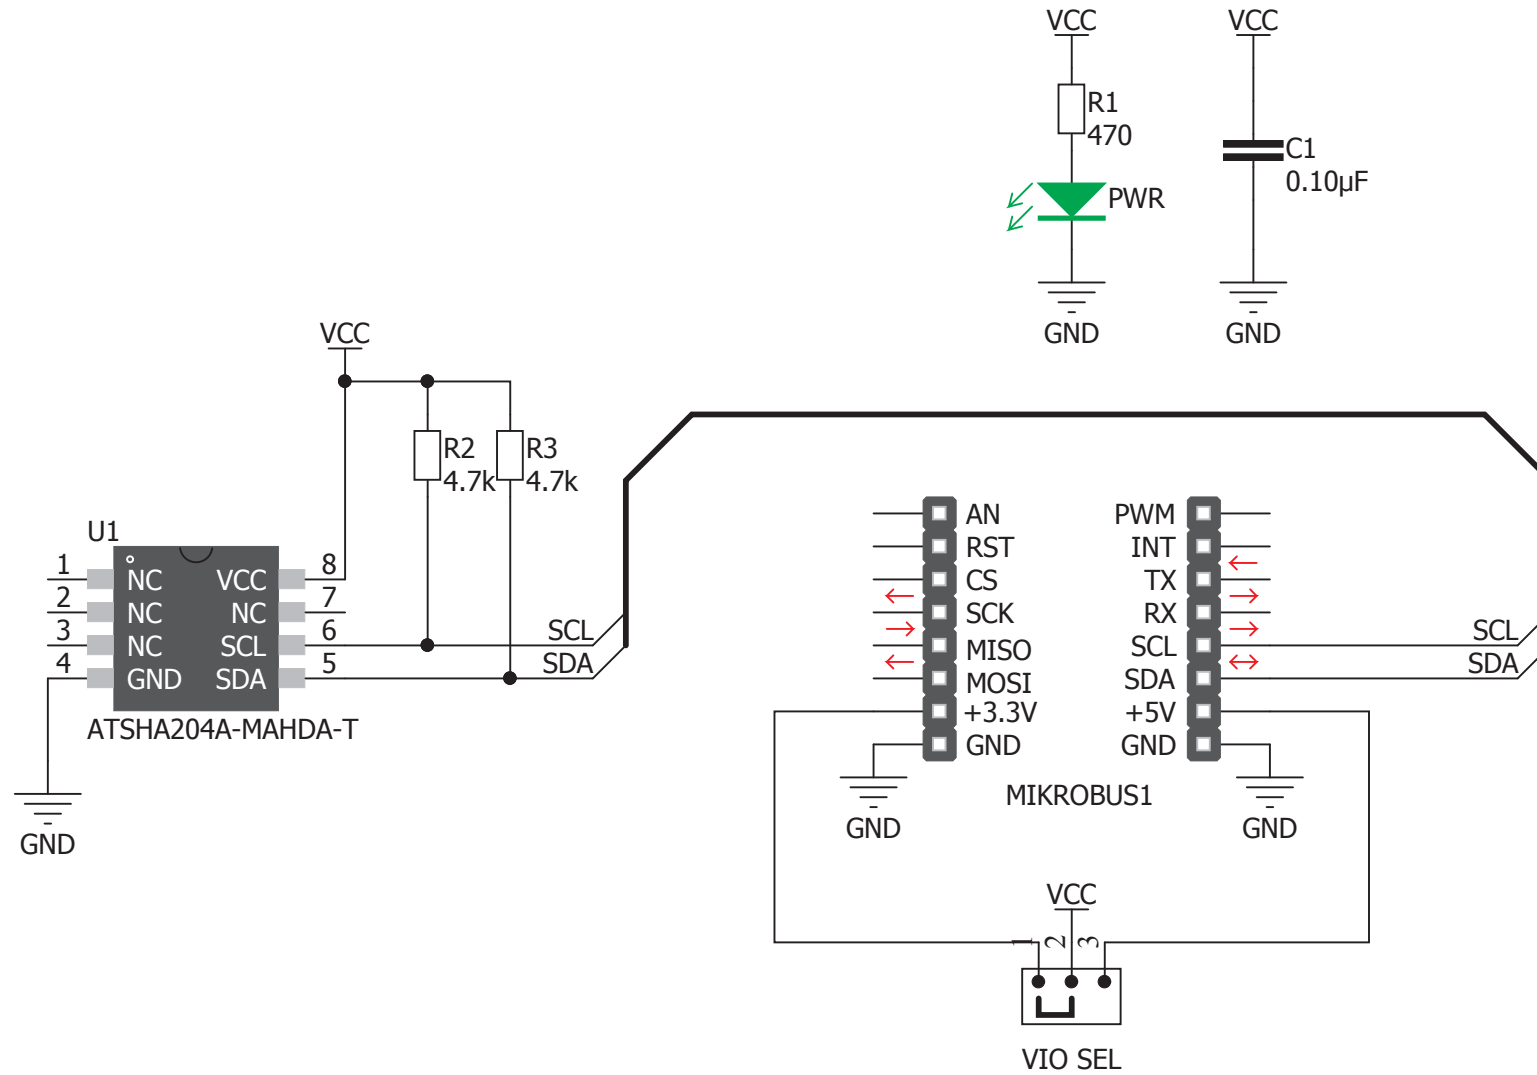 VCC
R1
470
PWR
GND
VCC
C1
0.10µF
GND
VCC
R2
4.7k
R3
4.7k
U1
1 NC VCC 8
2 NC NC 7
3 NC SCL 6
4 GND SDA 5
ATSHA204A-MAHDA-T
GND
SCL
SDA
AN PWM
RST INT
CS TX
SCK RX
MISO SCL
MOSI SDA
+3.3V +5V
GND GND
SCL
SDA
MIKROBUS1
GND
GND
VCC
1 2 3
VIO SEL